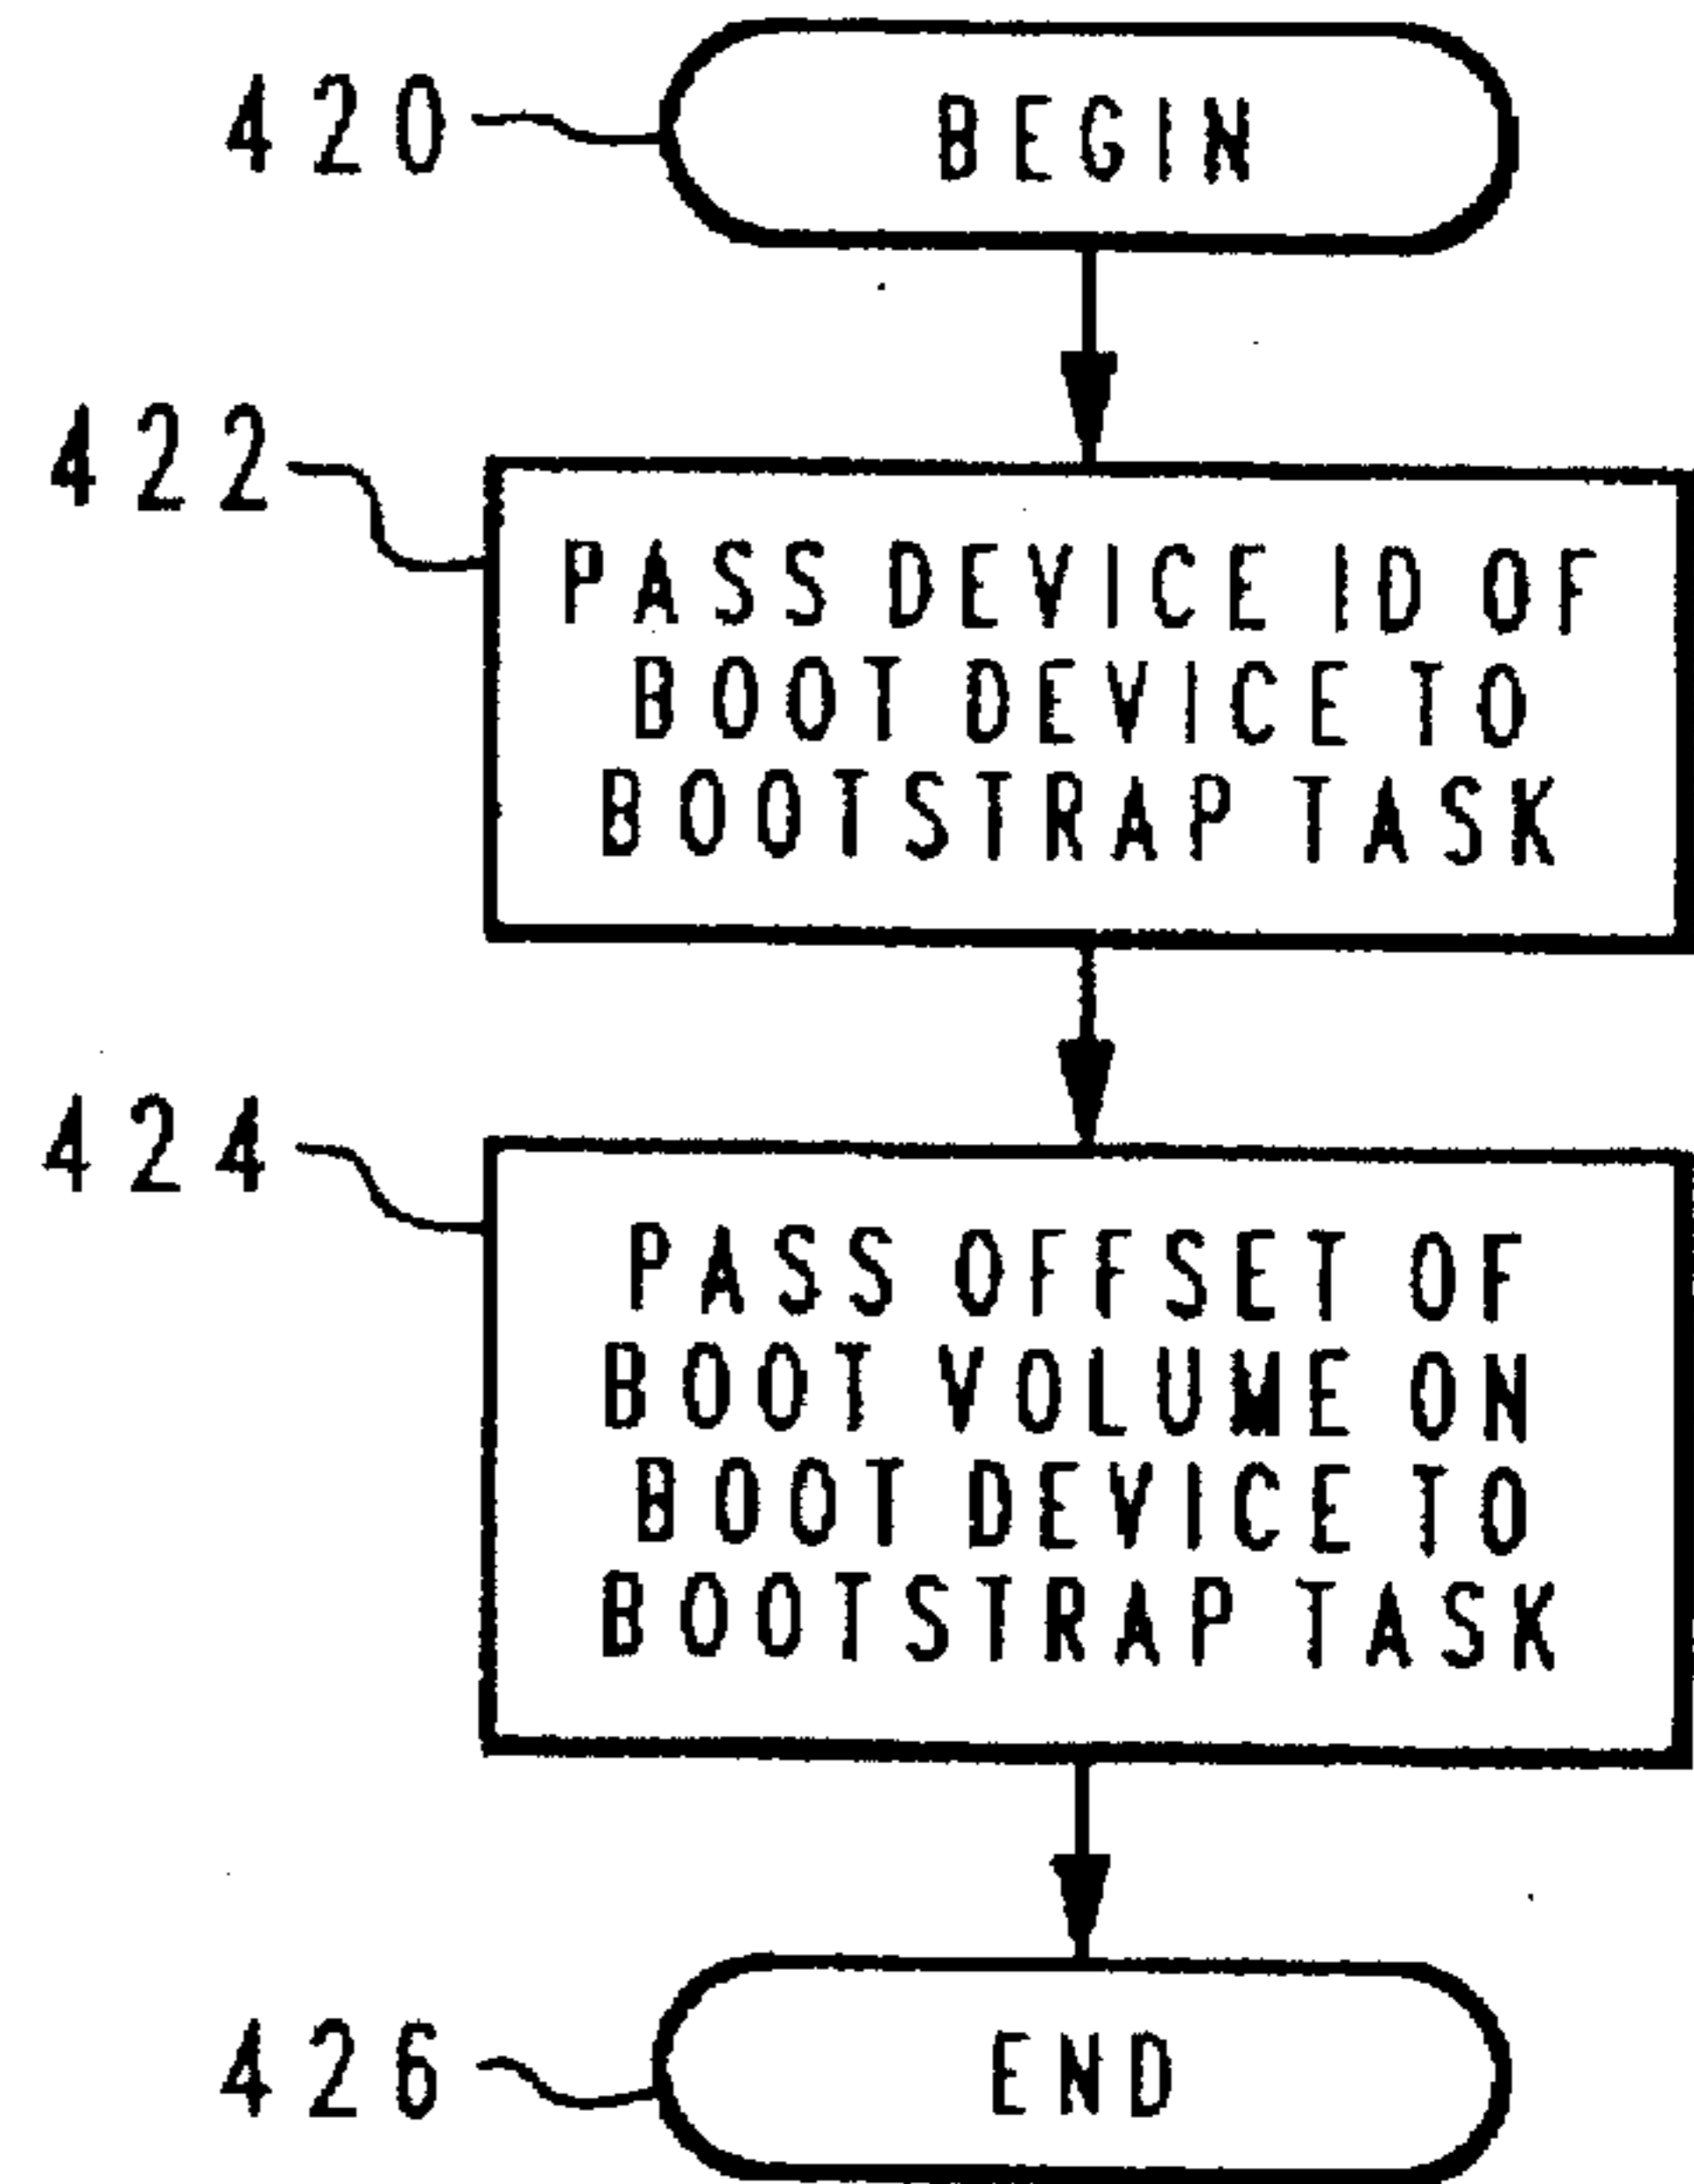 420
BEGIN
422
PASS DEVICE ID OF
BOOT DEVICE TO
BOOTSTRAP TASK
424
PASS OFFSET OF
BOOT VOLUME ON
BOOT DEVICE TO
BOOTSTRAP TASK
426
END